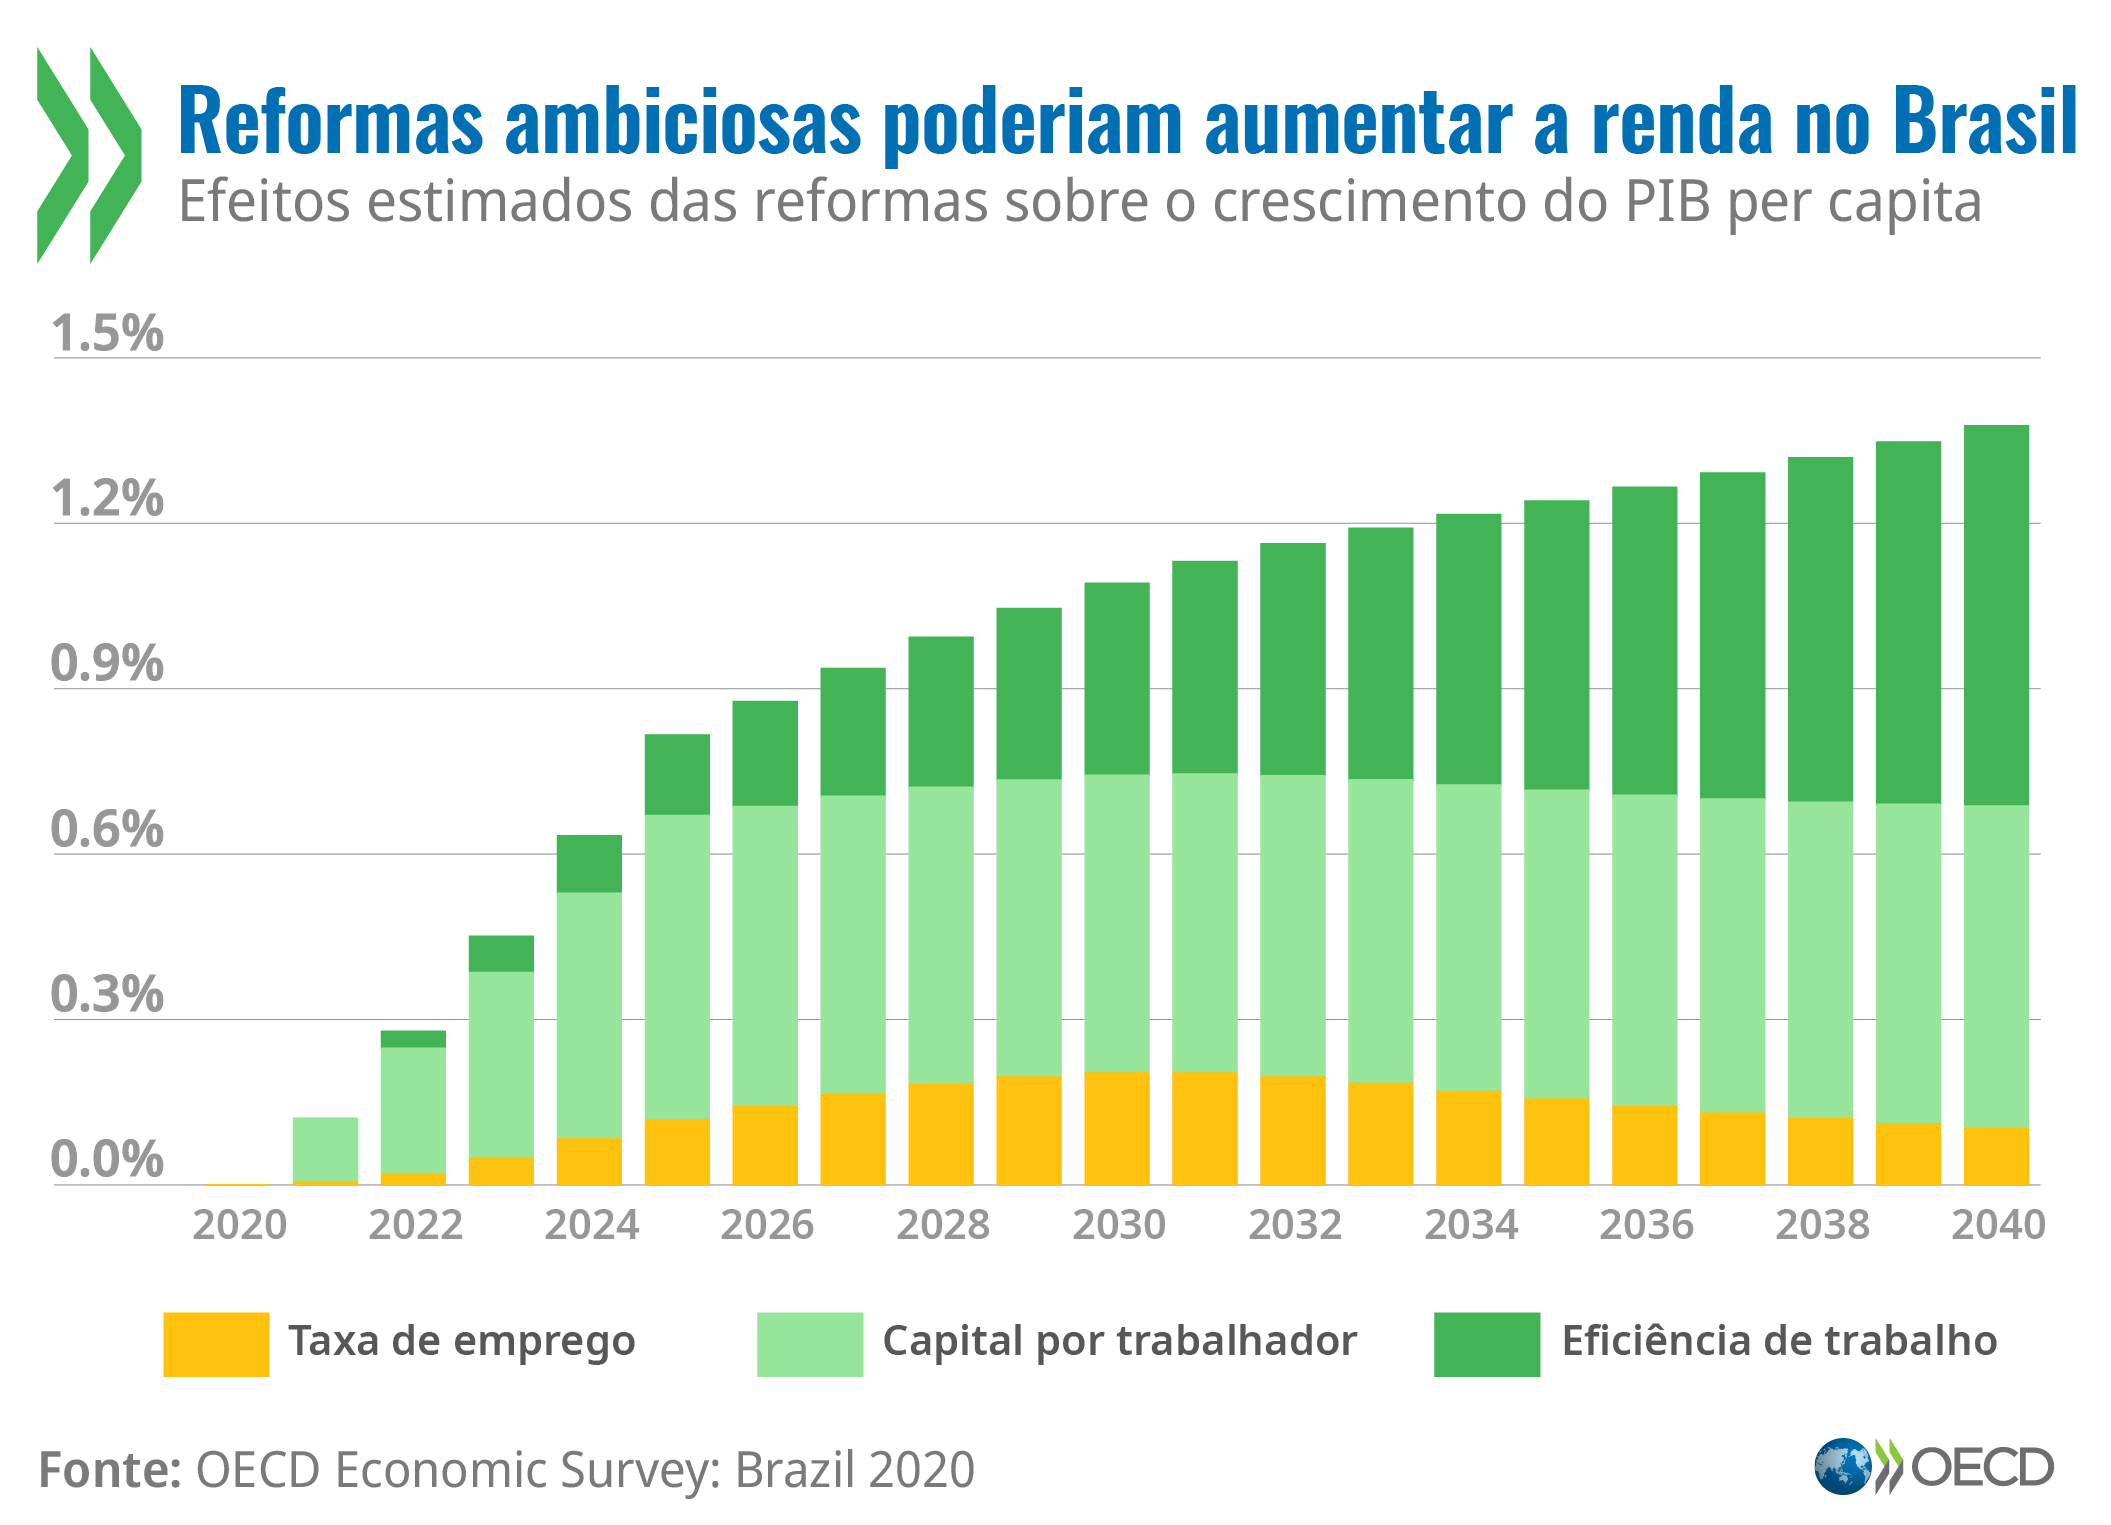 Reformas ambiciosas poderiam aumentar a renda no Brasil
Efeitos estimados das reformas sobre o crescimento do PIB per capita
1.5%
1.2%
0.9%
0.6%
0.3%
0.0%
2020 2022 2024 2026 2028 2030 2032 2034 2036 2038 2040
Taxa de emprego Capital por trabalhador Eficiência de trabalho
Fonte: OECD Economic Survey: Brazil 2020
OECD